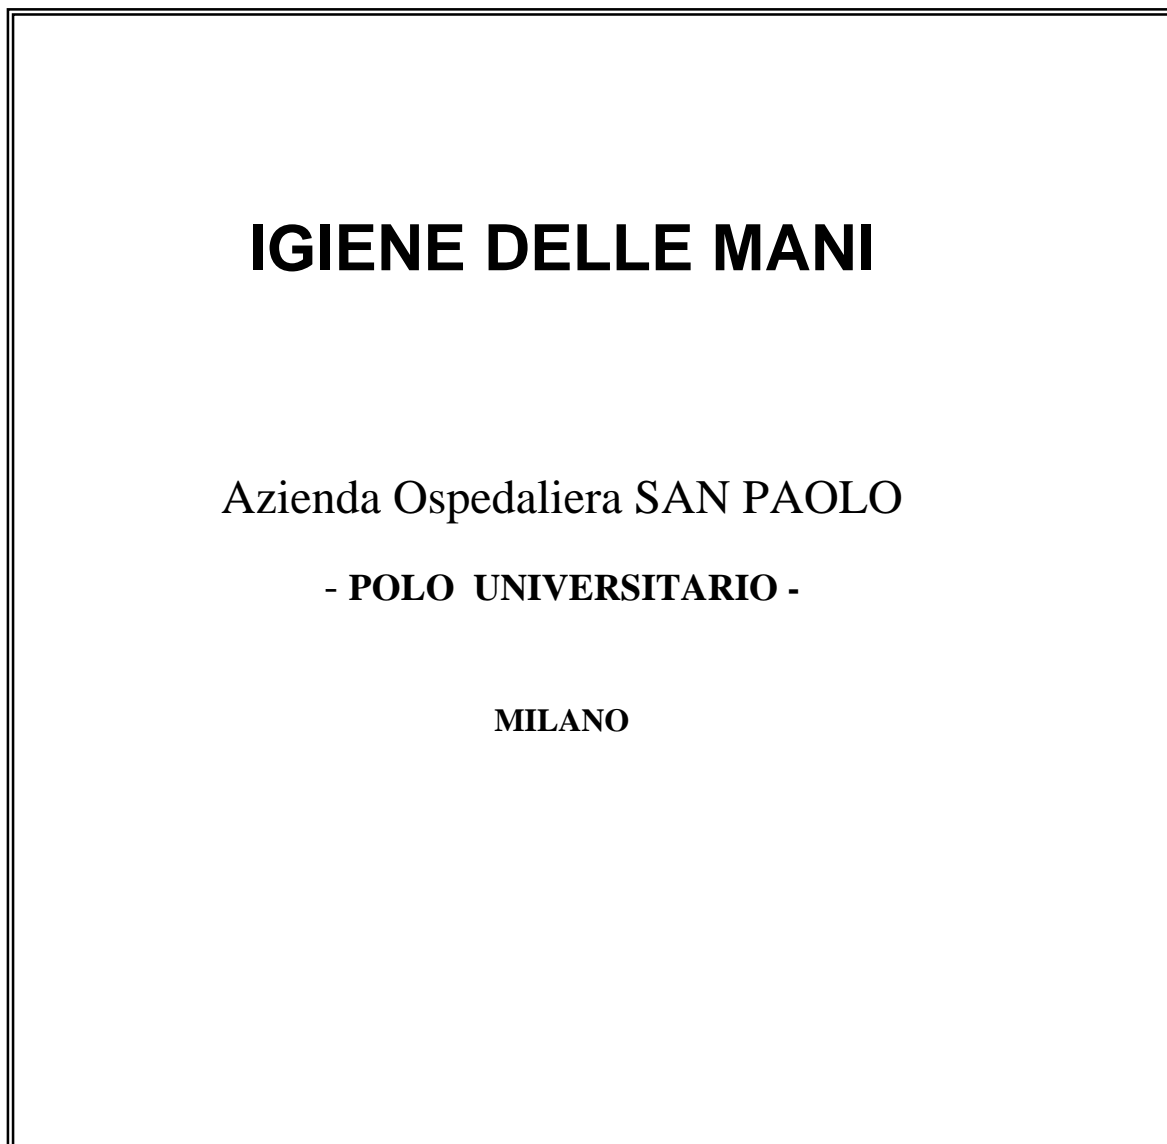 IGIENE DELLE MANI
Azienda Ospedaliera SAN PAOLO
- POLO UNIVERSITARIO -
MILANO